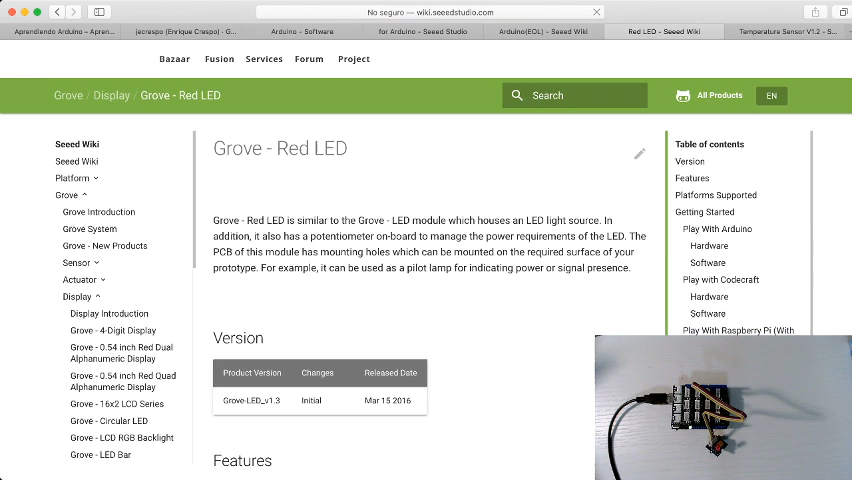 No seguro — wiki.seeedstudio.com
Aprendiendo Arduino – Apren...
jecrespo (Enrique Crespo) · G...
Arduino - Software
for Arduino – Seeed Studio
Arduino(EOL) – Seeed Wiki
Red LED - Seeed Wiki
Temperature Sensor V1.2 - S...
Bazaar
Fusion
Services
Forum
Project
Grove / Display / Grove - Red LED
Search
All Products
EN
Seeed Wiki
Seeed Wiki
Platform
Grove
Grove Introduction
Grove System
Grove - New Products
Sensor
Actuator
Display
Display Introduction
Grove - 4-Digit Display
Grove - 0.54 inch Red Dual
Alphanumeric Display
Grove - 0.54 inch Red Quad
Alphanumeric Display
Grove - 16x2 LCD Series
Grove - Circular LED
Grove - LCD RGB Backlight
Grove - LED Bar
Grove - Red LED
Grove - Red LED is similar to the Grove - LED module which houses an LED light source. In
addition, it also has a potentiometer on-board to manage the power requirements of the LED. The
PCB of this module has mounting holes which can be mounted on the required surface of your
prototype. For example, it can be used as a pilot lamp for indicating power or signal presence.
Version
Product Version
Changes
Released Date
Grove-LED_v1.3
Initial
Mar 15 2016
Features
Table of contents
Version
Features
Platforms Supported
Getting Started
Play With Arduino
Hardware
Software
Play with Codecraft
Hardware
Software
Play With Raspberry Pi (With